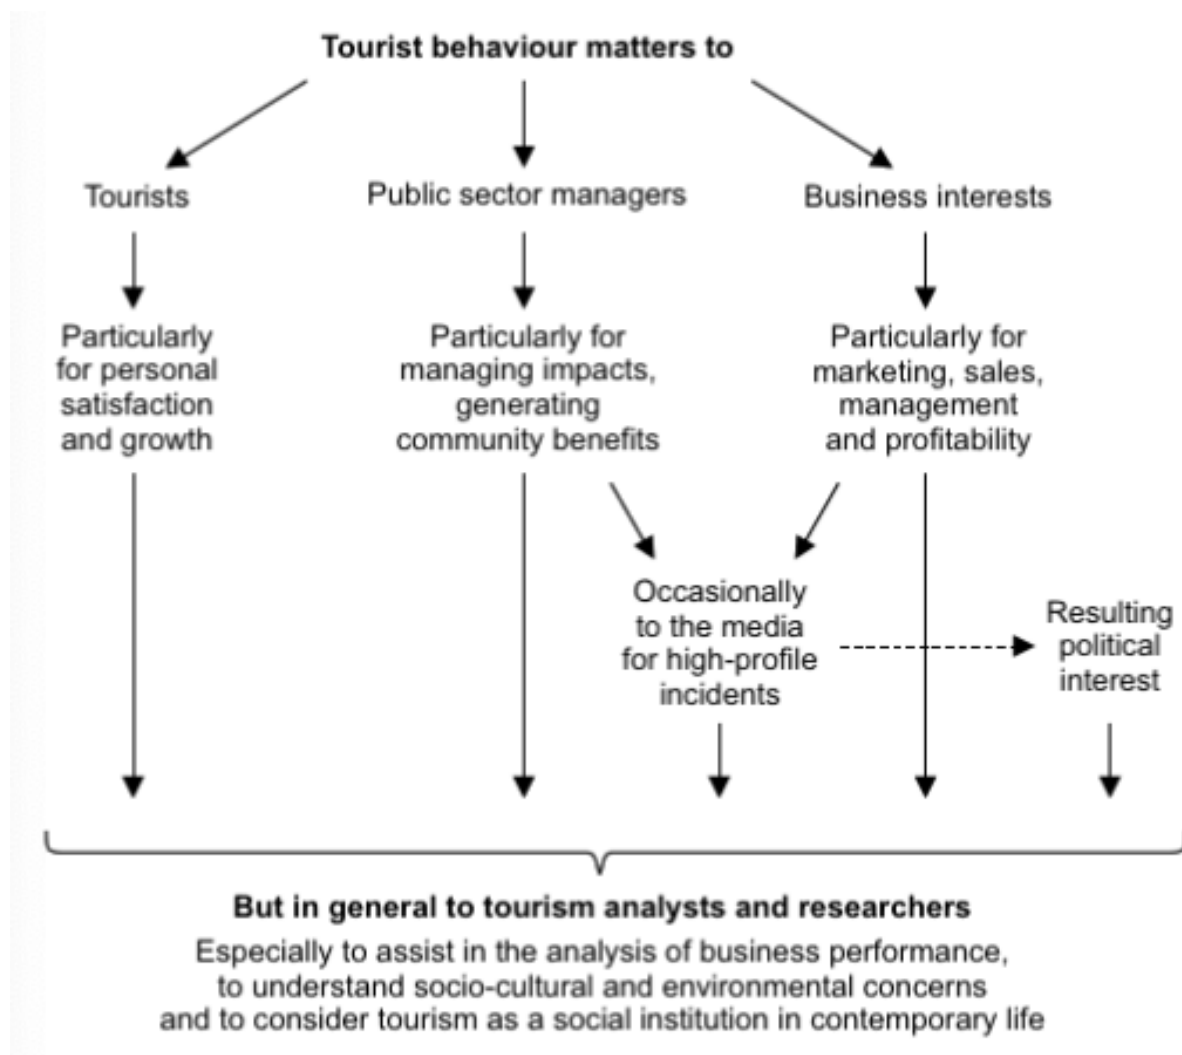 Tourist behaviour matters to
Tourists
Public sector managers
Business interests
Particularly
for personal
satisfaction
and growth
Particularly for
managing impacts,
generating
community benefits
Particularly for
marketing, sales,
management
and profitability
Occasionally
to the media
for high-profile
incidents
Resulting
political
interest
But in general to tourism analysts and researchers
Especially to assist in the analysis of business performance,
to understand socio-cultural and environmental concerns
and to consider tourism as a social institution in contemporary life